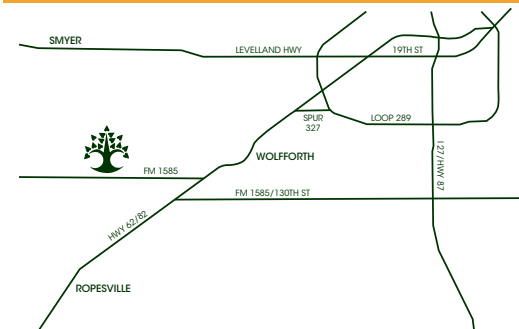 SMYER
LEVELLAND HWY
19TH ST
SPUR
327
LOOP 289
WOLFFORTH
I 27/HWY 87
FM 1585
FM 1585/130TH ST
HWY 62/82
ROPESVILLE